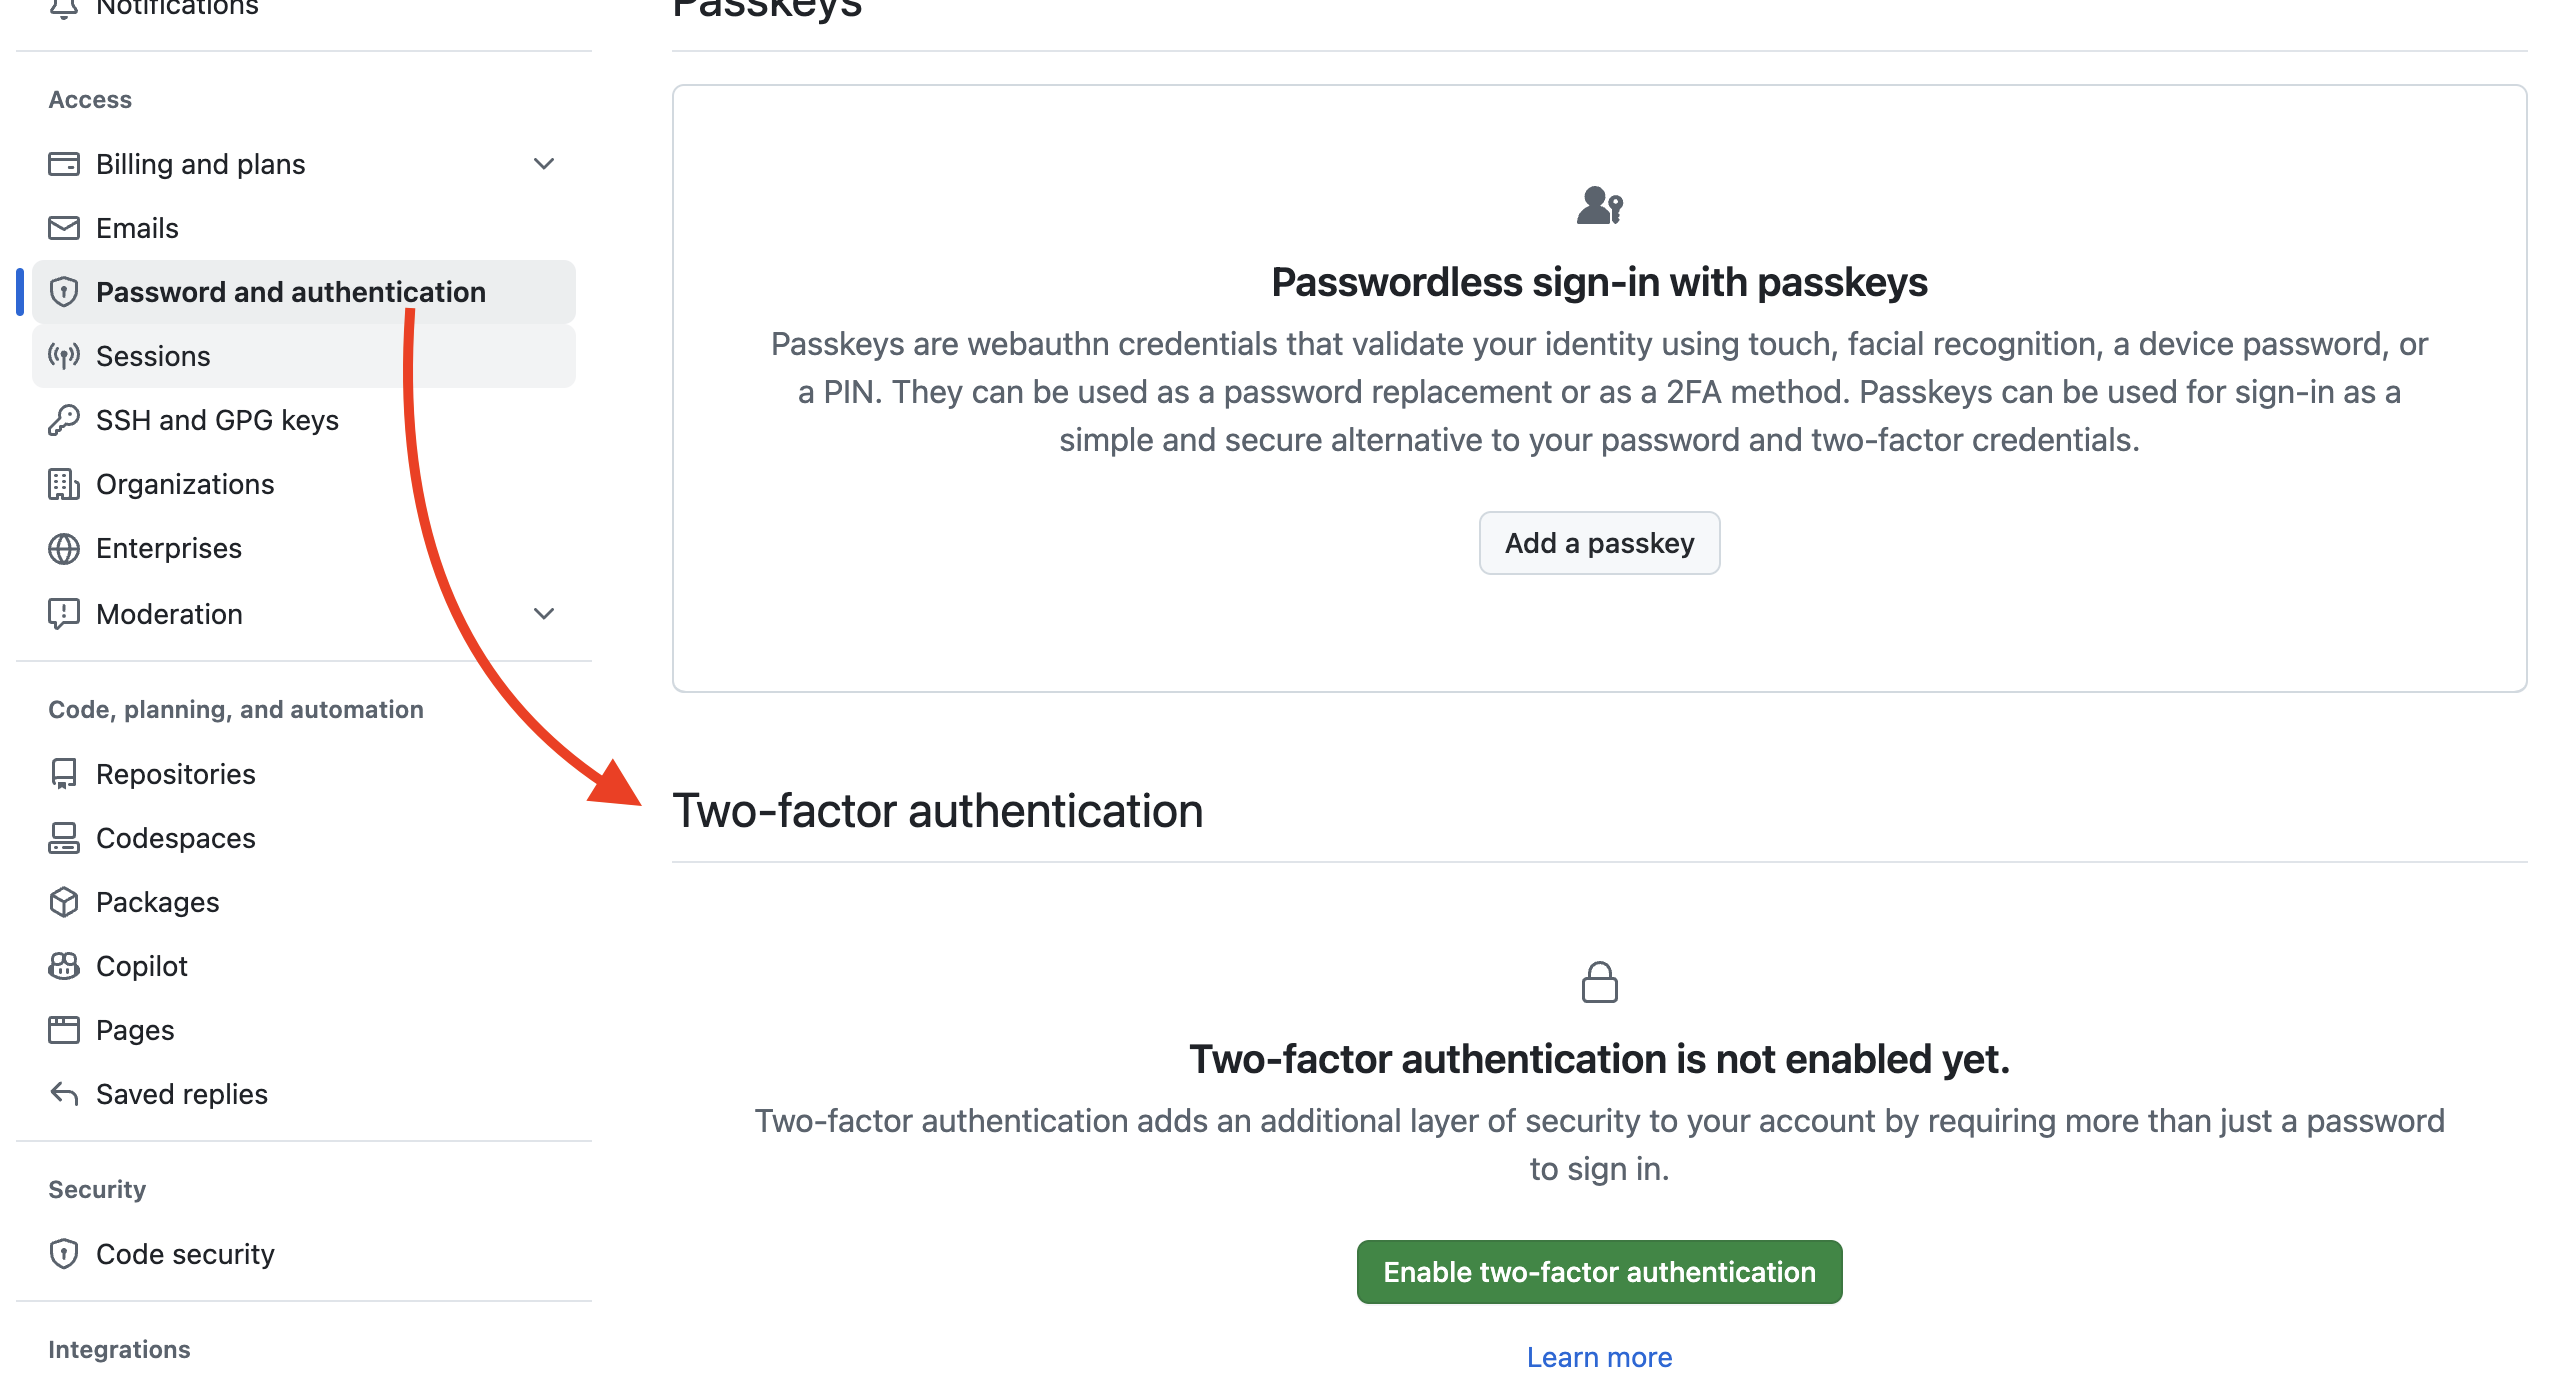 Notifications
Access
Billing and plans
Emails
Password and authentication
Sessions
SSH and GPG keys
Organizations
Enterprises
Moderation
Code, planning, and automation
Repositories
Codespaces
Packages
Copilot
Pages
Saved replies
Security
Code security
Integrations
Passkeys
Passwordless sign-in with passkeys
Passkeys are webauthn credentials that validate your identity using touch, facial recognition, a device password, or
a PIN. They can be used as a password replacement or as a 2FA method. Passkeys can be used for sign-in as a
simple and secure alternative to your password and two-factor credentials.
Add a passkey
Two-factor authentication
Two-factor authentication is not enabled yet.
Two-factor authentication adds an additional layer of security to your account by requiring more than just a password
to sign in.
Enable two-factor authentication
Learn more